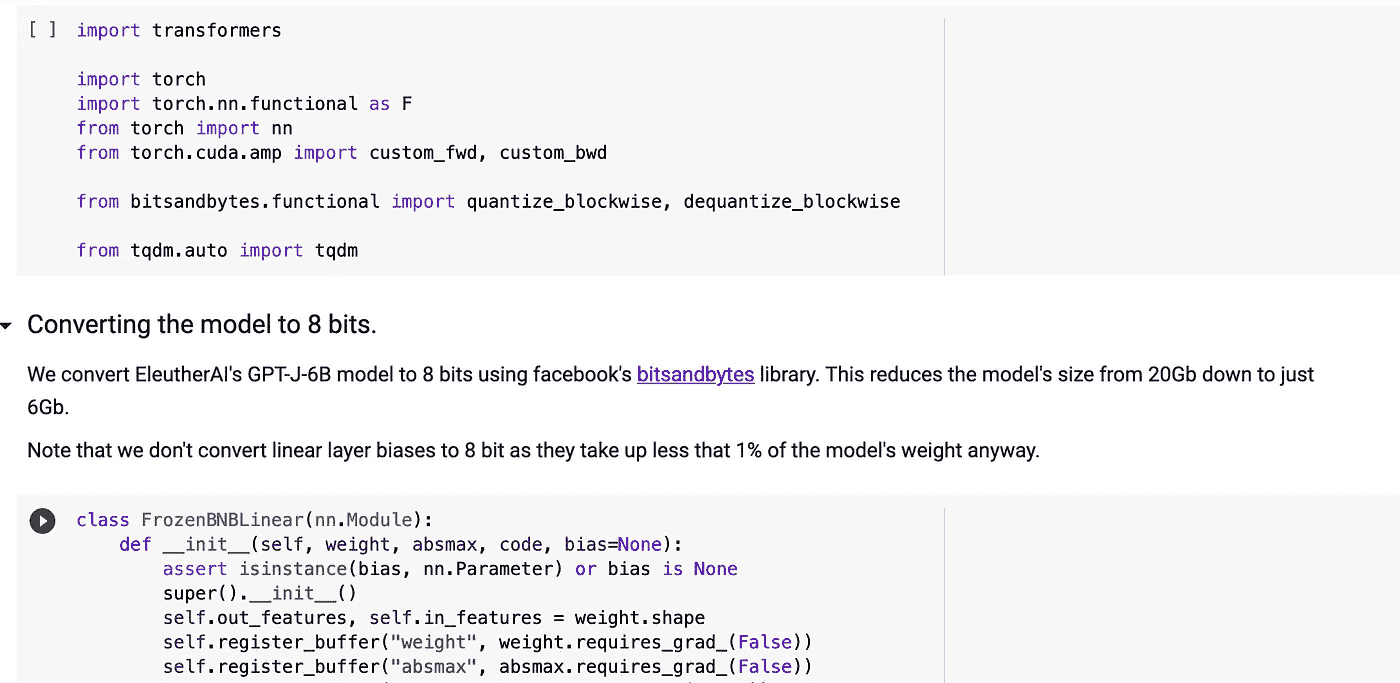 [ ] import transformers
import torch
import torch.nn.functional as F
from torch import nn
from torch.cuda.amp import custom_fwd, custom_bwd
from bitsandbytes.functional import quantize_blockwise, dequantize_blockwise
from tqdm.auto import tqdm
Converting the model to 8 bits.
We convert EleutherAI's GPT-J-6B model to 8 bits using facebook's bitsandbytes library. This reduces the model's size from 20Gb down to just
6Gb.
Note that we don't convert linear layer biases to 8 bit as they take up less that 1% of the model's weight anyway.
class FrozenBNBLinear(nn.Module):
    def __init__(self, weight, absmax, code, bias=None):
        assert isinstance(bias, nn.Parameter) or bias is None
        super().__init__()
        self.out_features, self.in_features = weight.shape
        self.register_buffer("weight", weight.requires_grad_(False))
        self.register_buffer("absmax", absmax.requires_grad_(False))